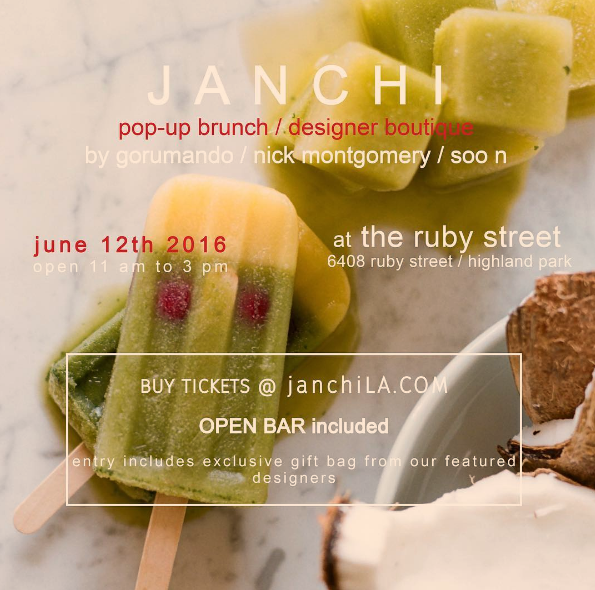 JANCHI
pop-up brunch / designer boutique
by gorumando / nick montgomery / soo n
june 12th 2016
open 11 am to 3 pm
at the ruby street
6408 ruby street / highland park
BUY TICKETS @ janchiLA.COM
OPEN BAR included
entry includes exclusive gift bag from our featured
designers